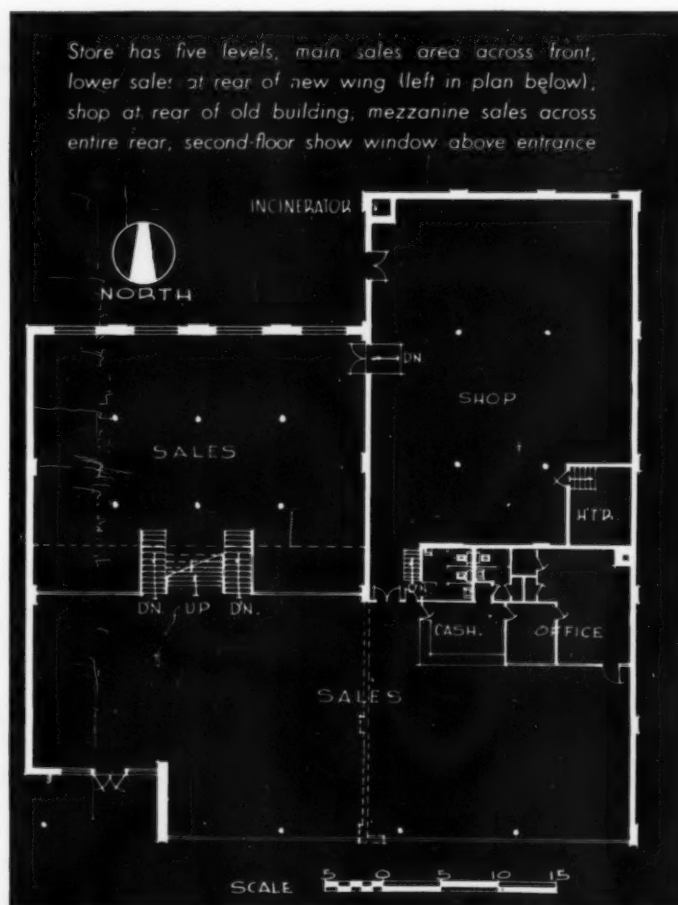 Store has five levels, main sales area across front,
lower sales at rear of new wing (left in plan below),
shop at rear of old building, mezzanine sales across
entire rear, second-floor show window above entrance
INCINERATOR
NORTH
DN
SHOP
SALES
HTR.
DN UP DN.
CASH. OFFICE
SALES
SCALE 5 0 5 10 15